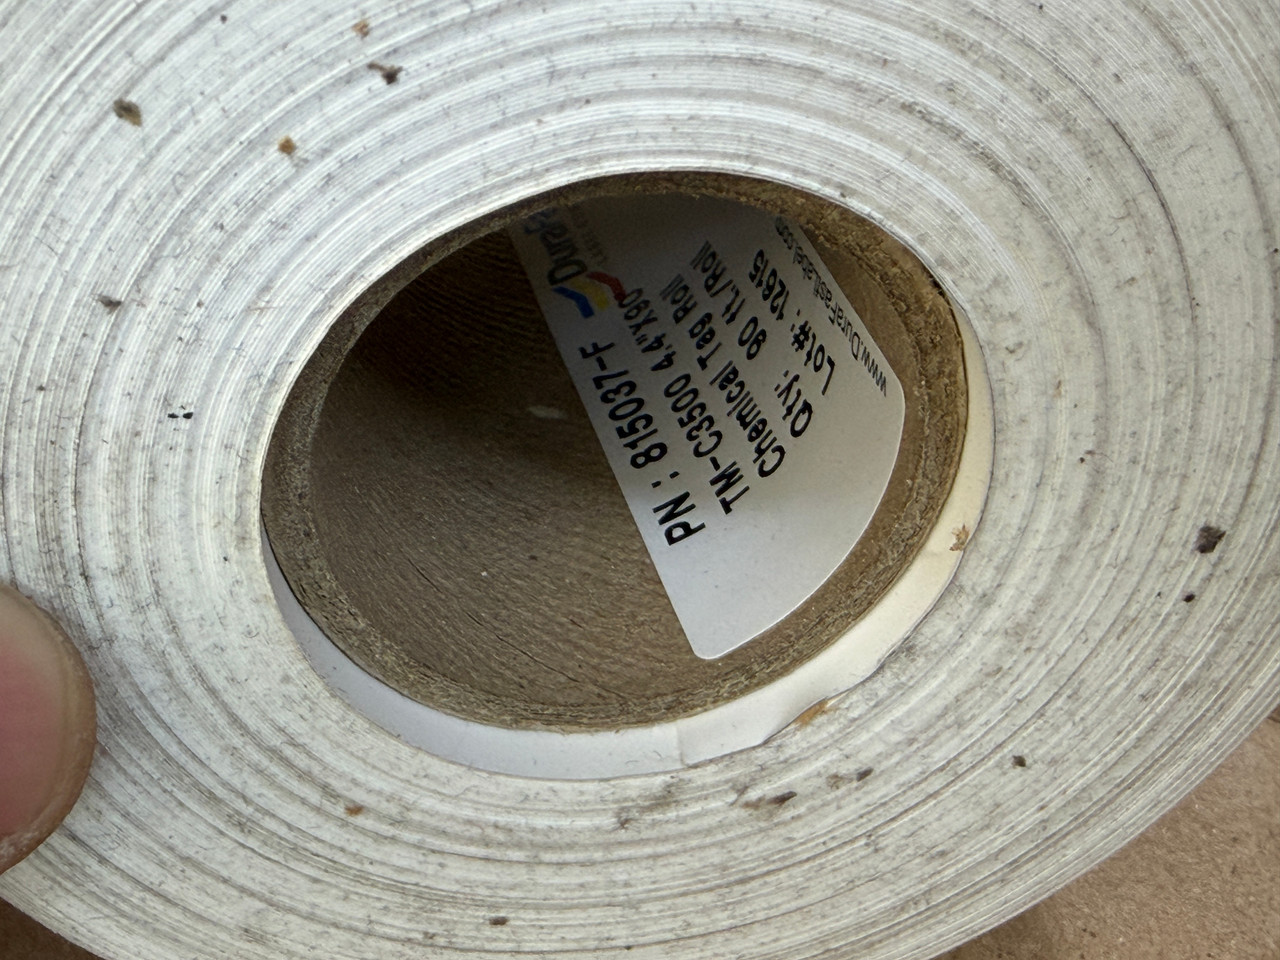 DuraFa
PN : 815037-F
TM-C3500 4.4"X90
Chemical Tag Roll
Qty: 90 ft./Roll
Lot#: 12615
www.DuraFastLabel.com